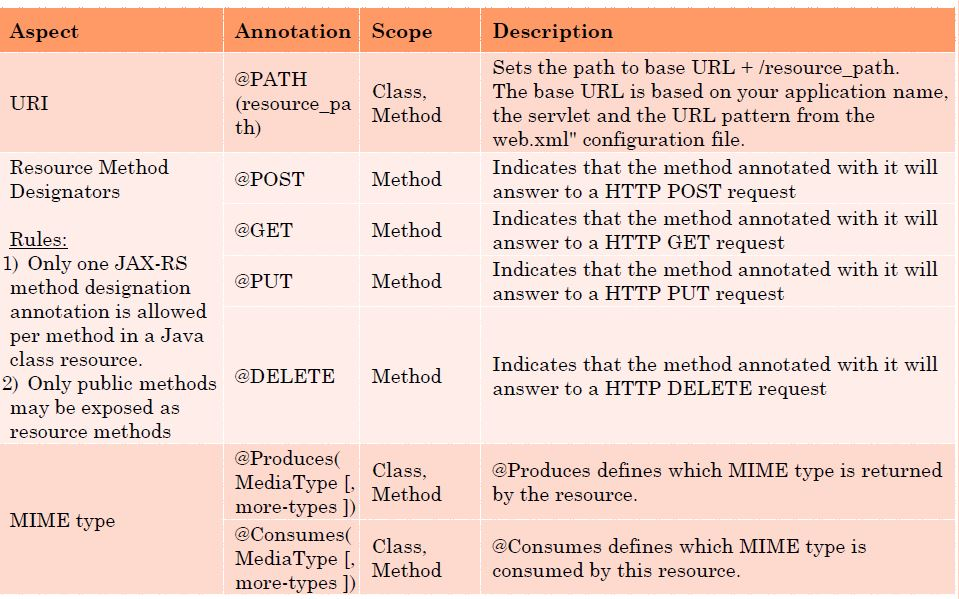 Aspect
Annotation
Scope
Description
URI
@PATH
(resource_pa
th)
Class,
Method
Sets the path to base URL + /resource_path.
The base URL is based on your application name,
the servlet and the URL pattern from the
web.xml" configuration file.
Resource Method
Designators
Rules:
1) Only one JAX-RS
method designation
annotation is allowed
per method in a Java
class resource.
2) Only public methods
may be exposed as
resource methods
@POST
Method
Indicates that the method annotated with it will
answer to a HTTP POST request
@GET
Method
Indicates that the method annotated with it will
answer to a HTTP GET request
@PUT
Method
Indicates that the method annotated with it will
answer to a HTTP PUT request
@DELETE
Method
Indicates that the method annotated with it will
answer to a HTTP DELETE request
MIME type
@Produces(
MediaType [,
more-types ])
Class,
Method
@Produces defines which MIME type is returned
by the resource.
@Consumes(
MediaType [,
more-types ])
Class,
Method
@Consumes defines which MIME type is
consumed by this resource.